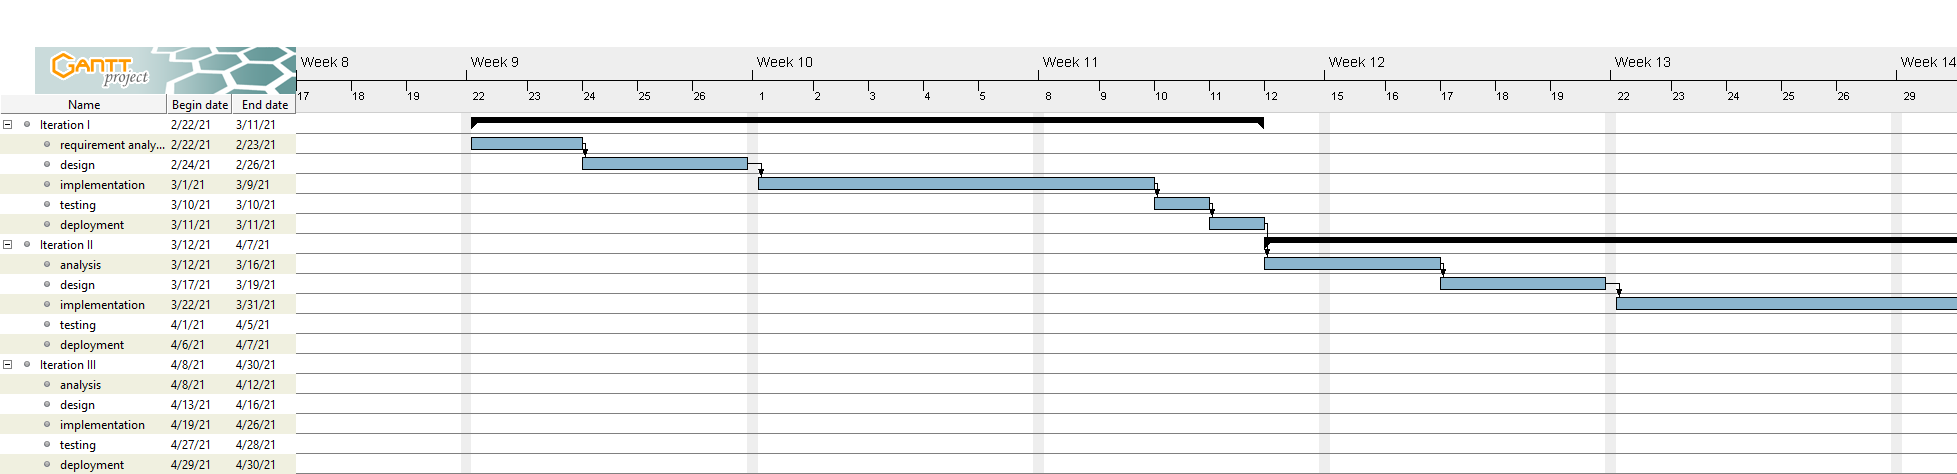 GANTT
project
Week 8 Week 9 Week 10 Week 11 Week 12 Week 13 Week 14
17 18 19 22 23 24 25 26 1 2 3 4 5 8 9 10 11 12 15 16 17 18 19 22 23 24 25 26 29
Name Begin date End date
Iteration I 2/22/21 3/11/21
requirement analy... 2/22/21 2/23/21
design 2/24/21 2/26/21
implementation 3/1/21 3/9/21
testing 3/10/21 3/10/21
deployment 3/11/21 3/11/21
Iteration II 3/12/21 4/7/21
analysis 3/12/21 3/16/21
design 3/17/21 3/19/21
implementation 3/22/21 3/31/21
testing 4/1/21 4/5/21
deployment 4/6/21 4/7/21
Iteration III 4/8/21 4/30/21
analysis 4/8/21 4/12/21
design 4/13/21 4/16/21
implementation 4/19/21 4/26/21
testing 4/27/21 4/28/21
deployment 4/29/21 4/30/21